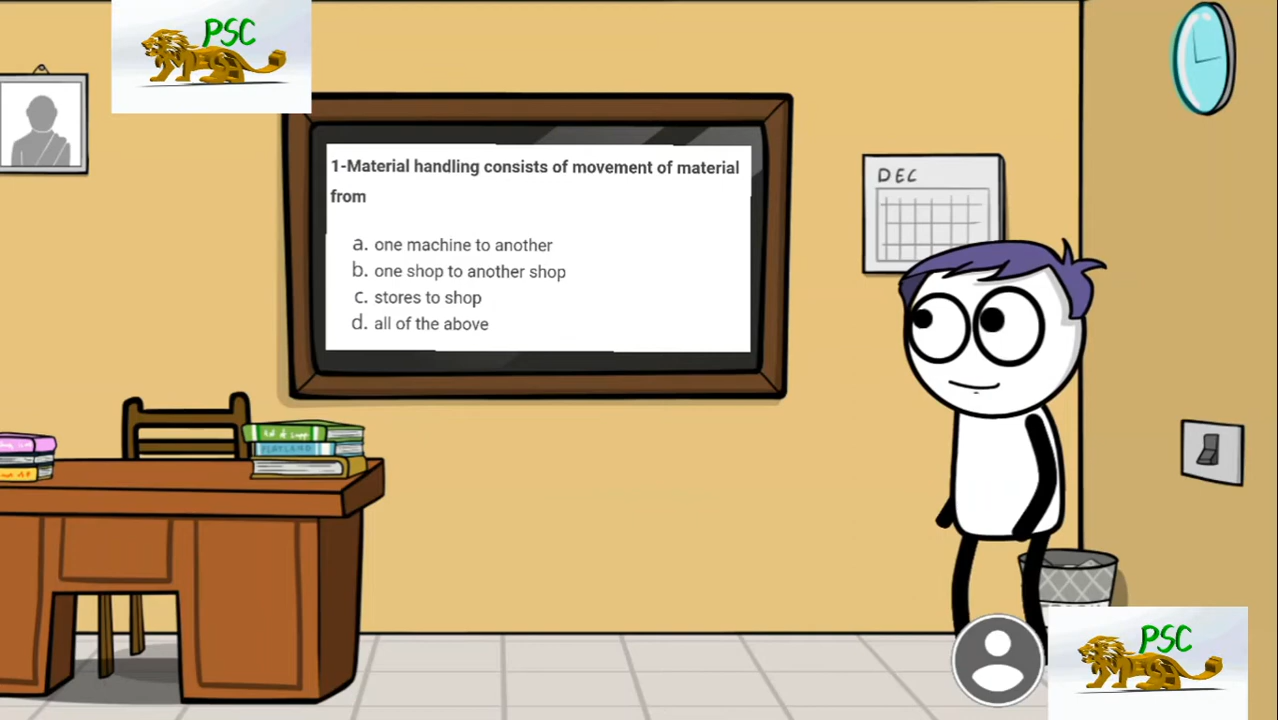 PSC
1-Material handling consists of movement of material
from
a. one machine to another
b. one shop to another shop
c. stores to shop
d. all of the above
DEC
PSC